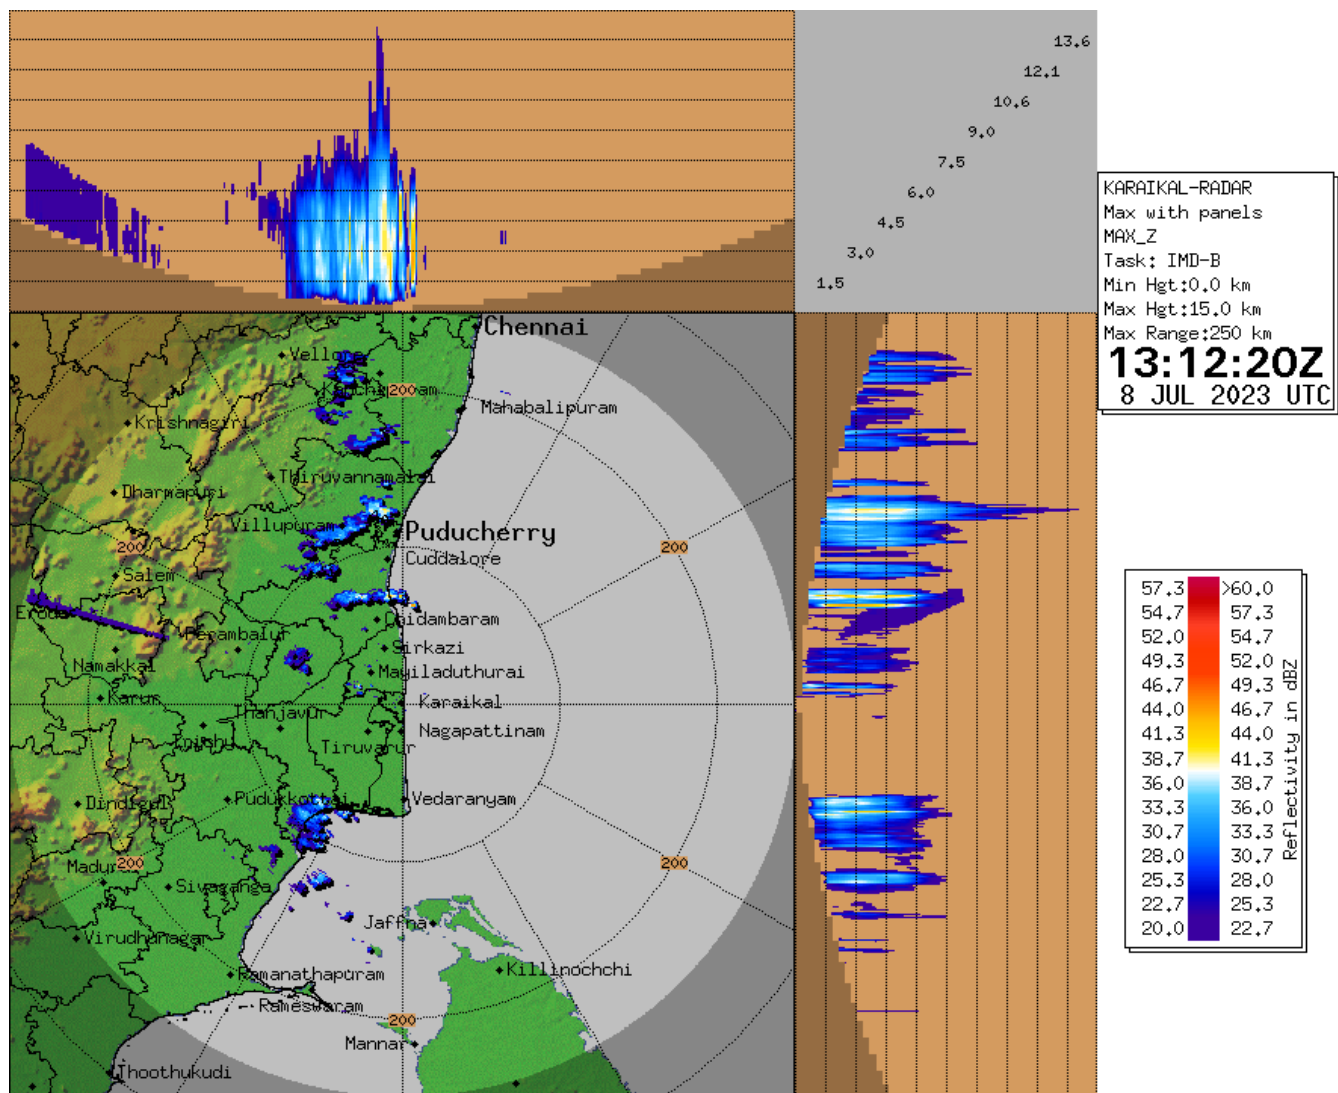 13.6
12.1
10.6
9.0
7.5
6.0
4.5
3.0
1.5
KARAIKAL-RADAR
Max with panels
MAX_Z
Task: IMD-B
Min Hgt:0.0 km
Max Hgt:15.0 km
Max Range:250 km
13:12:20Z
8 JUL 2023 UTC
Chennai
Vellore
200
Mahabalipuram
Krishnagiri
Thiruvannamalai
Dharmapuri
Villupuram
Puducherry
200
200
Cuddalore
Salem
Erode
Chidambaram
Perambalur
Sirkazi
Namakkal
Mayiladuthurai
Karur
Karaikal
Thanjavur
Nagapattinam
Tiruvarur
Dindigul
Pudukkottai
Vedaranyam
200
200
Sivaganga
Jaffna
Virudhunagar
Ramanathapuram
Killinochchi
Rameswaram
200
Mannar
Thoothukudi
57.3 >60.0
54.7 57.3
52.0 54.7
49.3 52.0
46.7 49.3
44.0 46.7
41.3 44.0
38.7 41.3
36.0 38.7
33.3 36.0
30.7 33.3
28.0 30.7
25.3 28.0
22.7 25.3
20.0 22.7
Reflectivity in dBZ